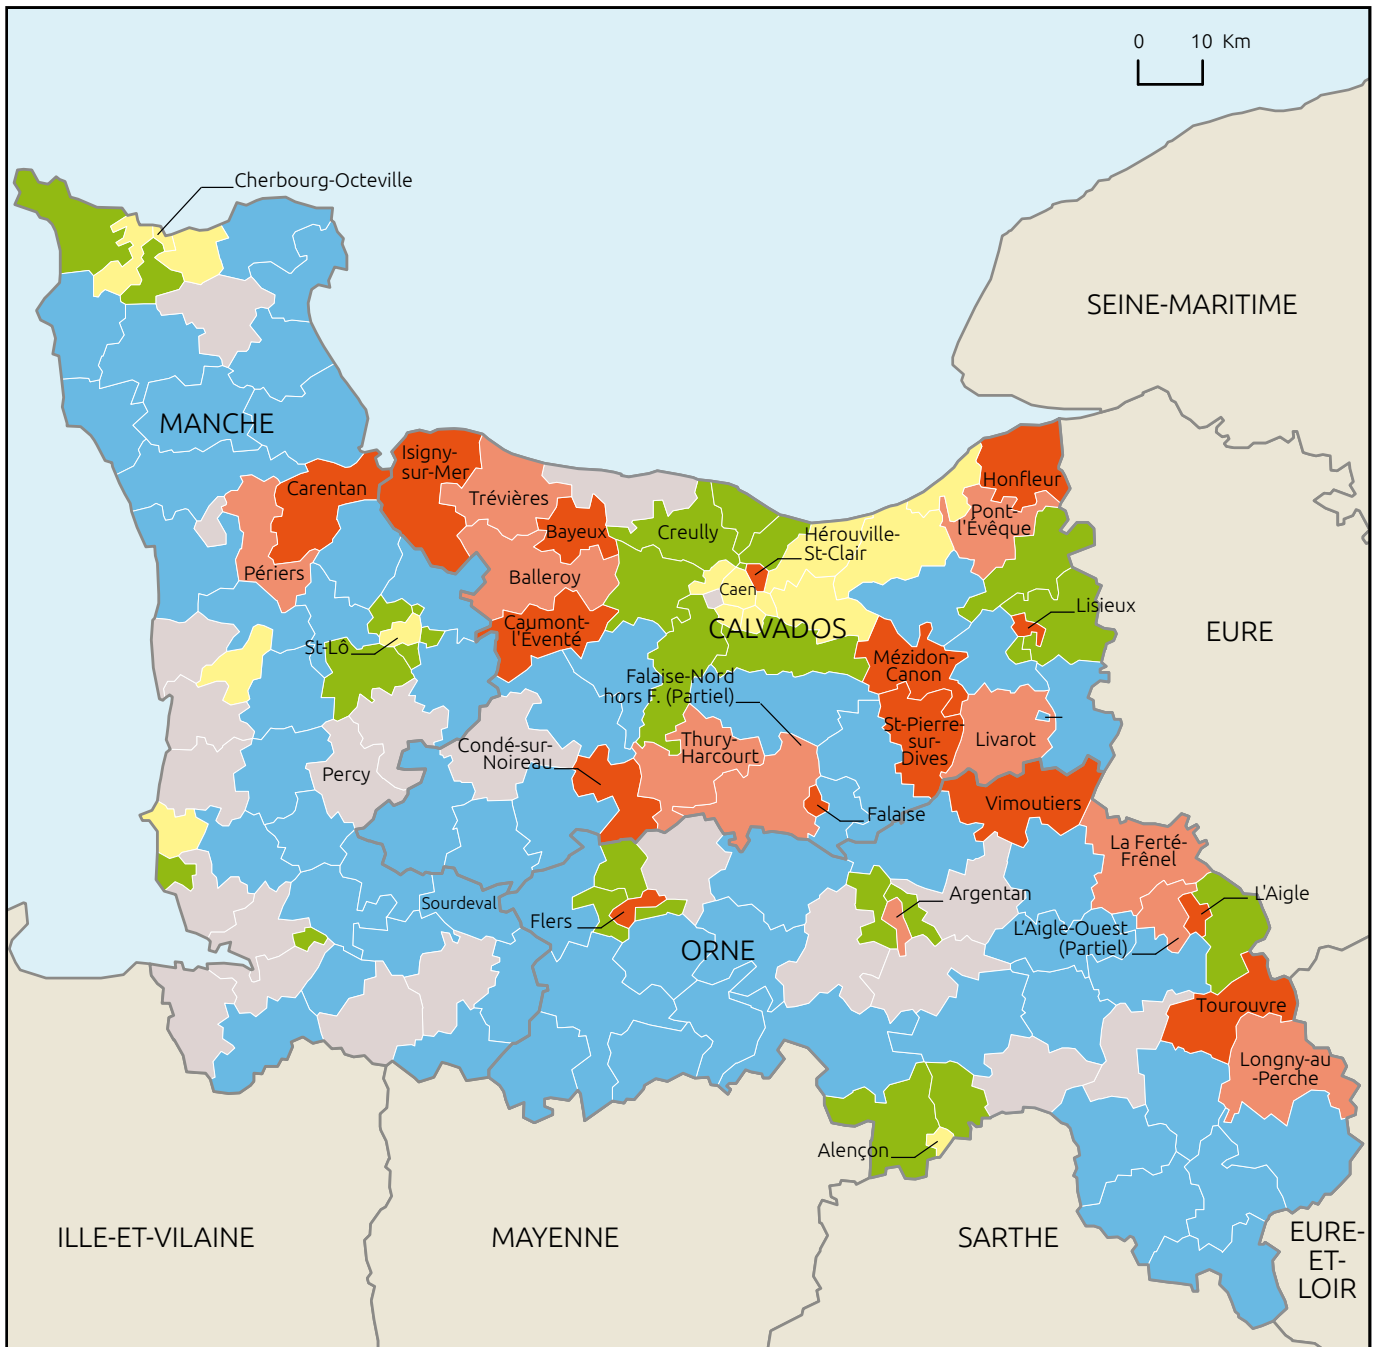 0 10 Km
Cherbourg-Octeville
SEINE-MARITIME
MANCHE
Isigny-
sur-Mer
Carentan
Trévières
Honfleur
Pont-
l'Évêque
Bayeux
Creully
Hérouville-
St-Clair
Périers
Balleroy
Caen
Lisieux
Caumont-
l'Éventé
CALVADOS
EURE
St-Lô
Mézidon-
Canon
Falaise-Nord
hors F. (Partiel)
St-Pierre-
sur-
Dives
Livarot
Thury-
Harcourt
Condé-sur-
Noireau
Percy
Vimoutiers
Falaise
La Ferté-
Frênel
Argentan
L'Aigle
Sourdeval
Flers
L'Aigle-Ouest
(Partiel)
ORNE
Tourouvre
Longny-au
-Perche
Alençon
ILLE-ET-VILAINE
MAYENNE
SARTHE
EURE-
ET-
LOIR